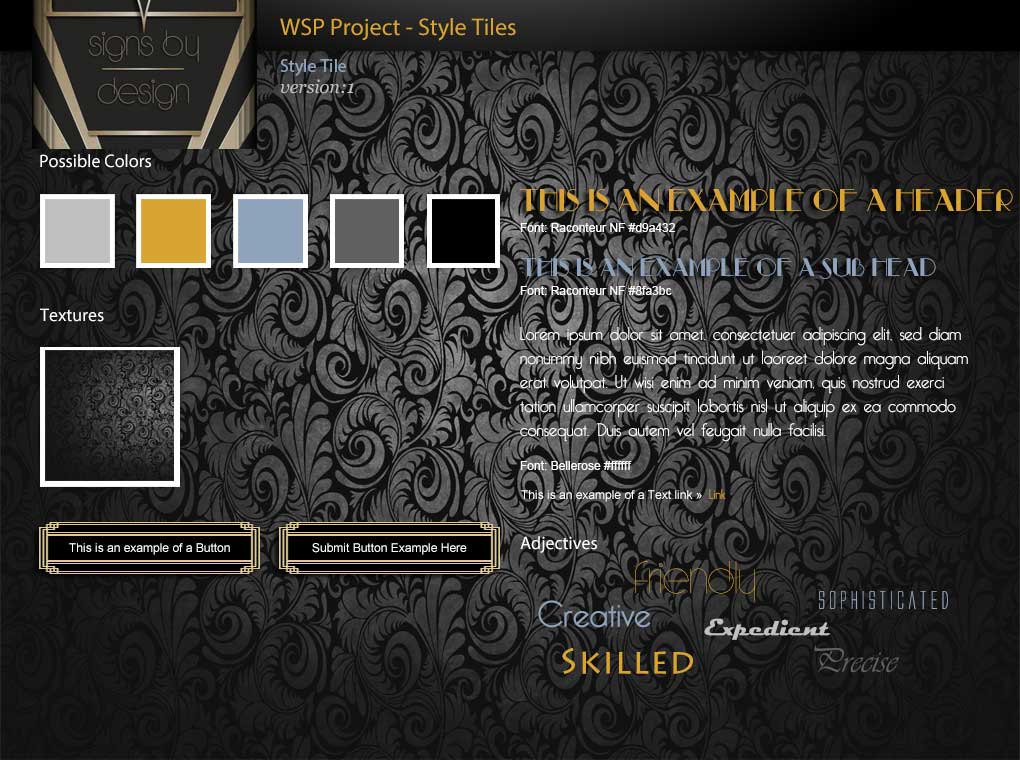 signs by
design
WSP Project - Style Tiles
Style Tile
version:1
Possible Colors
Textures
This is an example of a Button
Submit Button Example Here
THIS IS AN EXAMPLE OF A HEADER
Font: Raconteur NF #d9a432
THIS IS AN EXAMPLE OF A SUB HEAD
Font: Raconteur NF #8fa3bc
Lorem ipsum dolor sit amet, consectetuer adipiscing elit, sed diam
nonummy nibh euismod tincidunt ut laoreet dolore magna aliquam
erat volutpat. Ut wisi enim ad minim veniam, quis nostrud exerci
tation ullamcorper suscipit lobortis nisl ut aliquip ex ea commodo
consequat. Duis autem vel feugait nulla facilisi.
Font: Bellerose #ffffff
This is an example of a Text link » Link
Adjectives
Friendly
Creative
SOPHISTICATED
Expedient
SKILLED
Precise